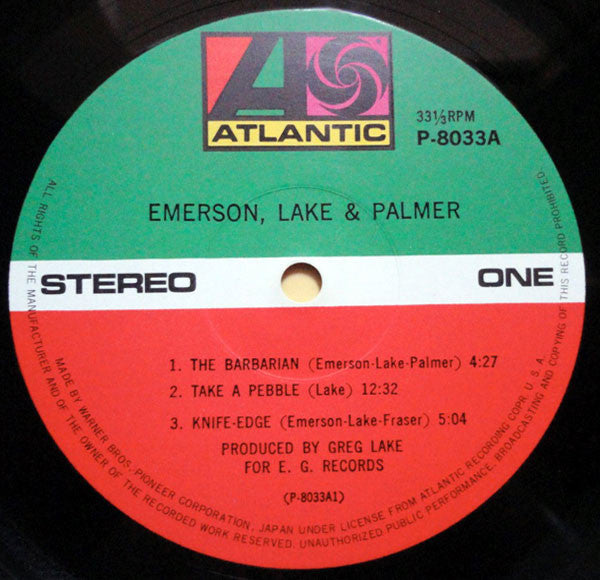 ATLANTIC
33⅓RPM
P-8033A
EMERSON, LAKE & PALMER
STEREO
ONE
1. THE BARBARIAN (Emerson-Lake-Palmer) 4:27
2. TAKE A PEBBLE (Lake) 12:32
3. KNIFE-EDGE (Emerson-Lake-Fraser) 5:04
PRODUCED BY GREG LAKE
FOR E. G. RECORDS
(P-8033A1)
MADE BY WARNER BROS.-PIONEER CORPORATION, JAPAN UNDER LICENSE FROM ATLANTIC RECORDING COPR. U. S. A.
ALL RIGHTS OF THE MANUFACTURER AND OF THE OWNER OF THE RECORDED WORK RESERVED. UNAUTHORIZED PUBLIC PERFORMANCE, BROADCASTING AND COPYING OF THIS RECORD PROHIBITED.